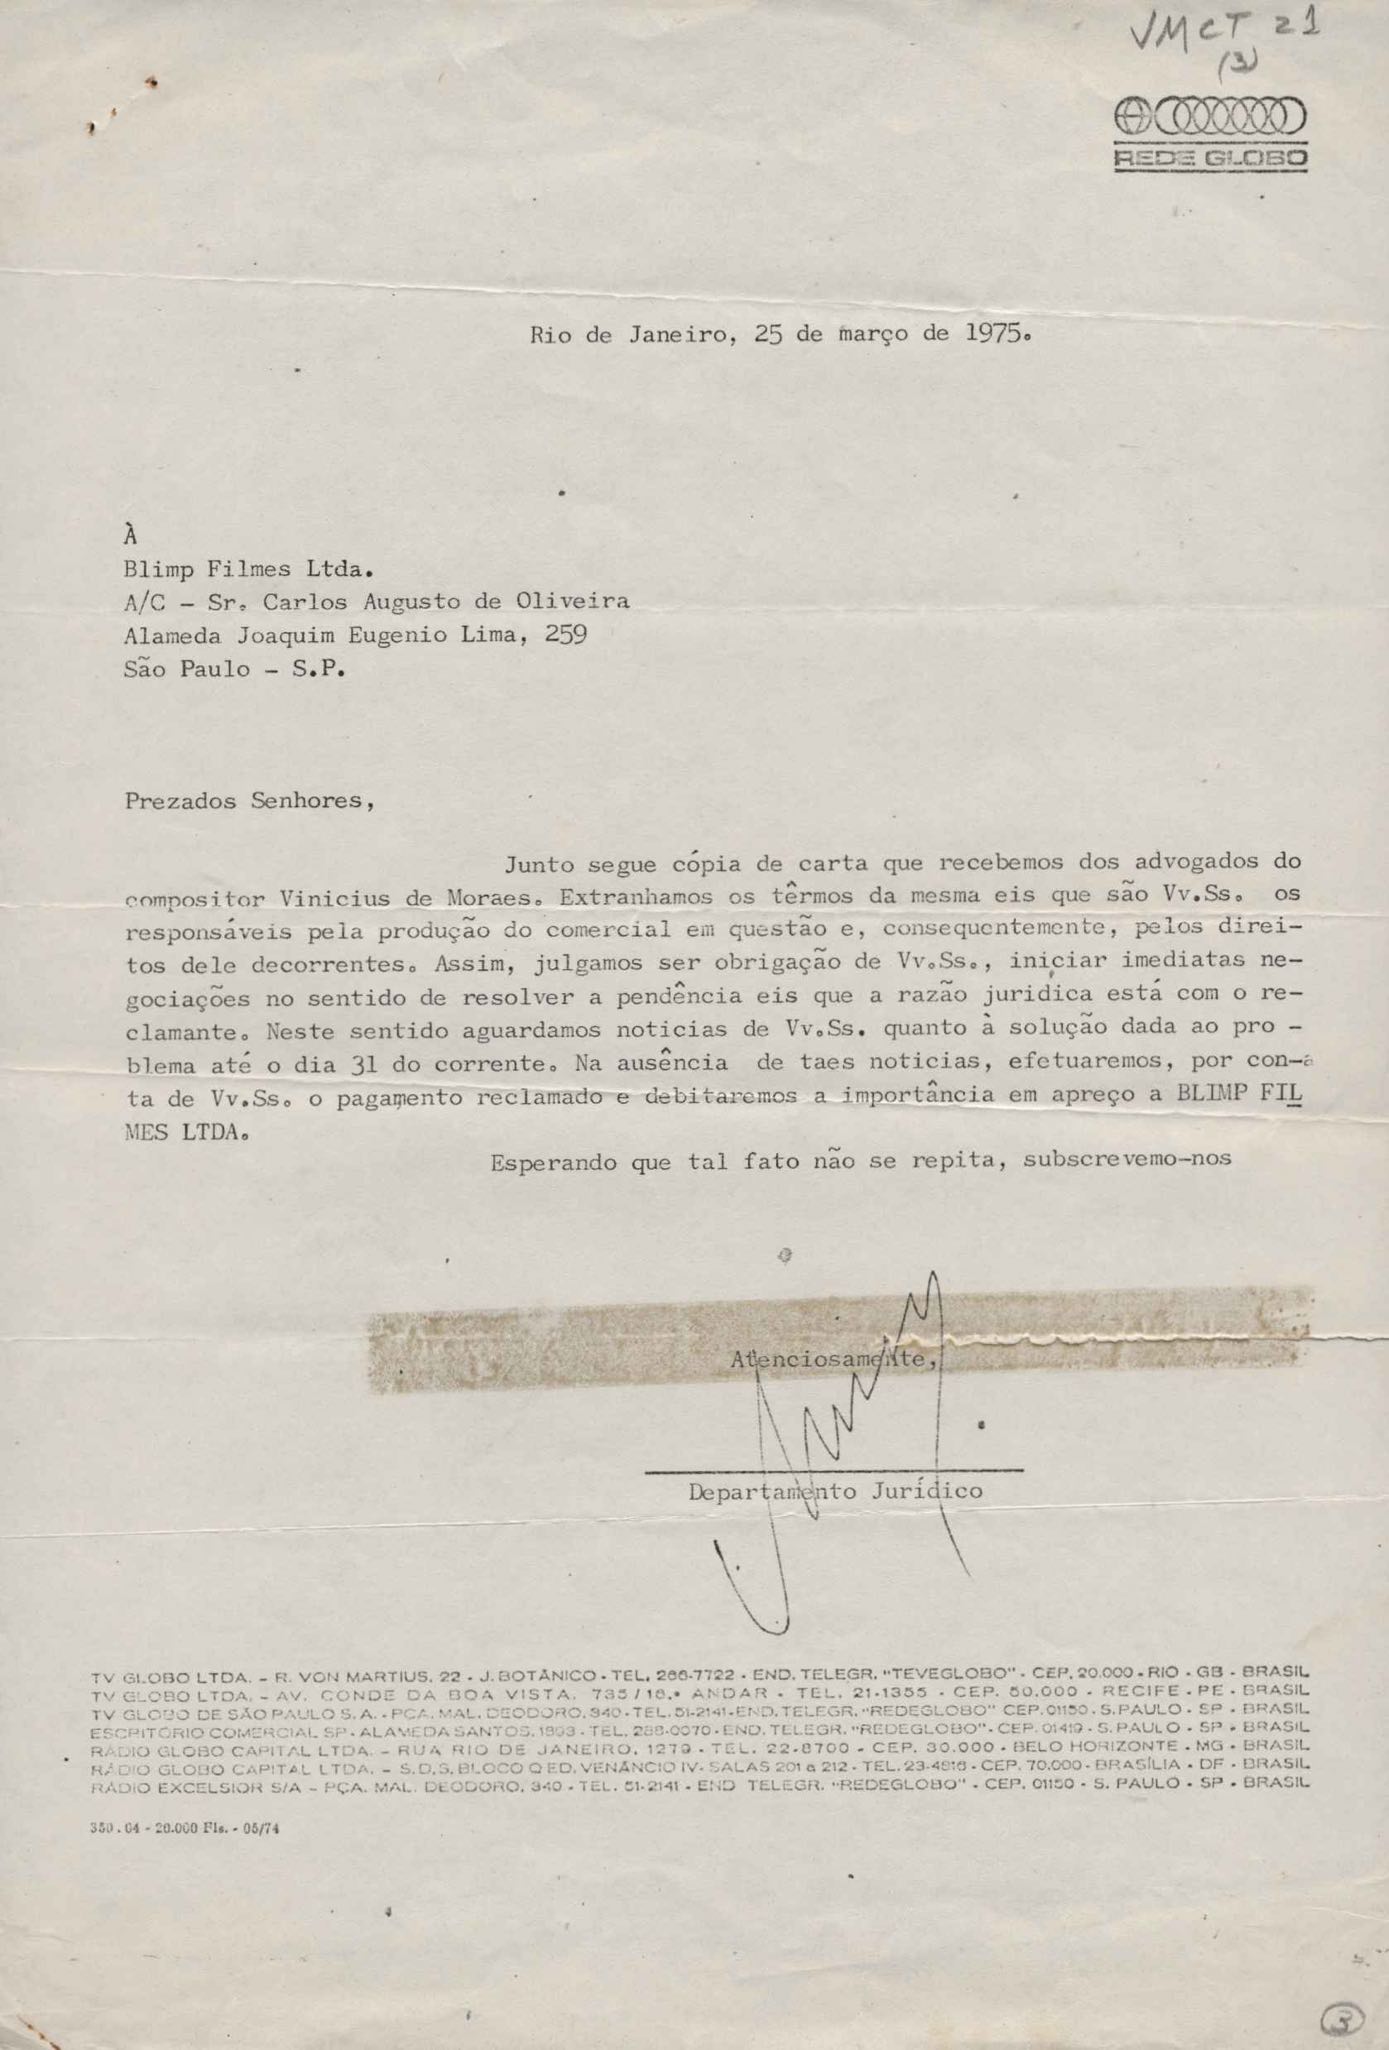 VMCT 21
(3)
REDE GLOBO
Rio de Janeiro, 25 de março de 1975.
À
Blimp Filmes Ltda.
A/C - Sr. Carlos Augusto de Oliveira
Alameda Joaquim Eugenio Lima, 259
São Paulo - S.P.
Prezados Senhores,
Junto segue cópia de carta que recebemos dos advogados do
compositor Vinicius de Moraes. Extranhamos os têrmos da mesma eis que são Vv.Ss. os
responsáveis pela produção do comercial em questão e, consequentemente, pelos direi-
tos dele decorrentes. Assim, julgamos ser obrigação de Vv.Ss., iniciar imediatas ne-
gociações no sentido de resolver a pendência eis que a razão juridica está com o re-
clamante. Neste sentido aguardamos noticias de Vv.Ss. quanto à solução dada ao pro -
blema até o dia 31 do corrente. Na ausência de taes noticias, efetuaremos, por con-
ta de Vv.Ss. o pagamento reclamado e debitaremos a importância em apreço a BLIMP FIL
MES LTDA.
Esperando que tal fato não se repita, subscrevemo-nos
Atenciosamente,
Departamento Jurídico
TV GLOBO LTDA. - R. VON MARTIUS, 22 - J. BOTÂNICO - TEL. 266-7722 - END. TELEGR. "TEVEGLOBO" - CEP. 20.000 - RIO - GB - BRASIL
TV GLOBO LTDA. - AV. CONDE DA BOA VISTA, 735/16.º ANDAR - TEL. 21-1355 - CEP. 50.000 - RECIFE - PE - BRASIL
TV GLOBO DE SÃO PAULO S.A. - PÇA. MAL. DEODORO, 340 - TEL. 51-2141 - END. TELEGR. "REDEGLOBO" CEP. 01150 - S. PAULO - SP - BRASIL
ESCRITÓRIO COMERCIAL SP - ALAMEDA SANTOS, 1893 - TEL. 288-0070 - END. TELEGR. "REDEGLOBO" - CEP. 01419 - S. PAULO - SP - BRASIL
RÁDIO GLOBO CAPITAL LTDA. - RUA RIO DE JANEIRO, 1279 - TEL. 22-8700 - CEP. 30.000 - BELO HORIZONTE - MG - BRASIL
RÁDIO GLOBO CAPITAL LTDA. - S.D.S. BLOCO Q ED. VENÂNCIO IV - SALAS 201 a 212 - TEL. 23-4816 - CEP. 70.000 - BRASÍLIA - DF - BRASIL
RÁDIO EXCELSIOR S/A - PÇA. MAL. DEODORO, 340 - TEL. 51-2141 - END TELEGR. "REDEGLOBO" - CEP. 01150 - S. PAULO - SP - BRASIL
350.04 - 20.000 Fls. - 05/74
3